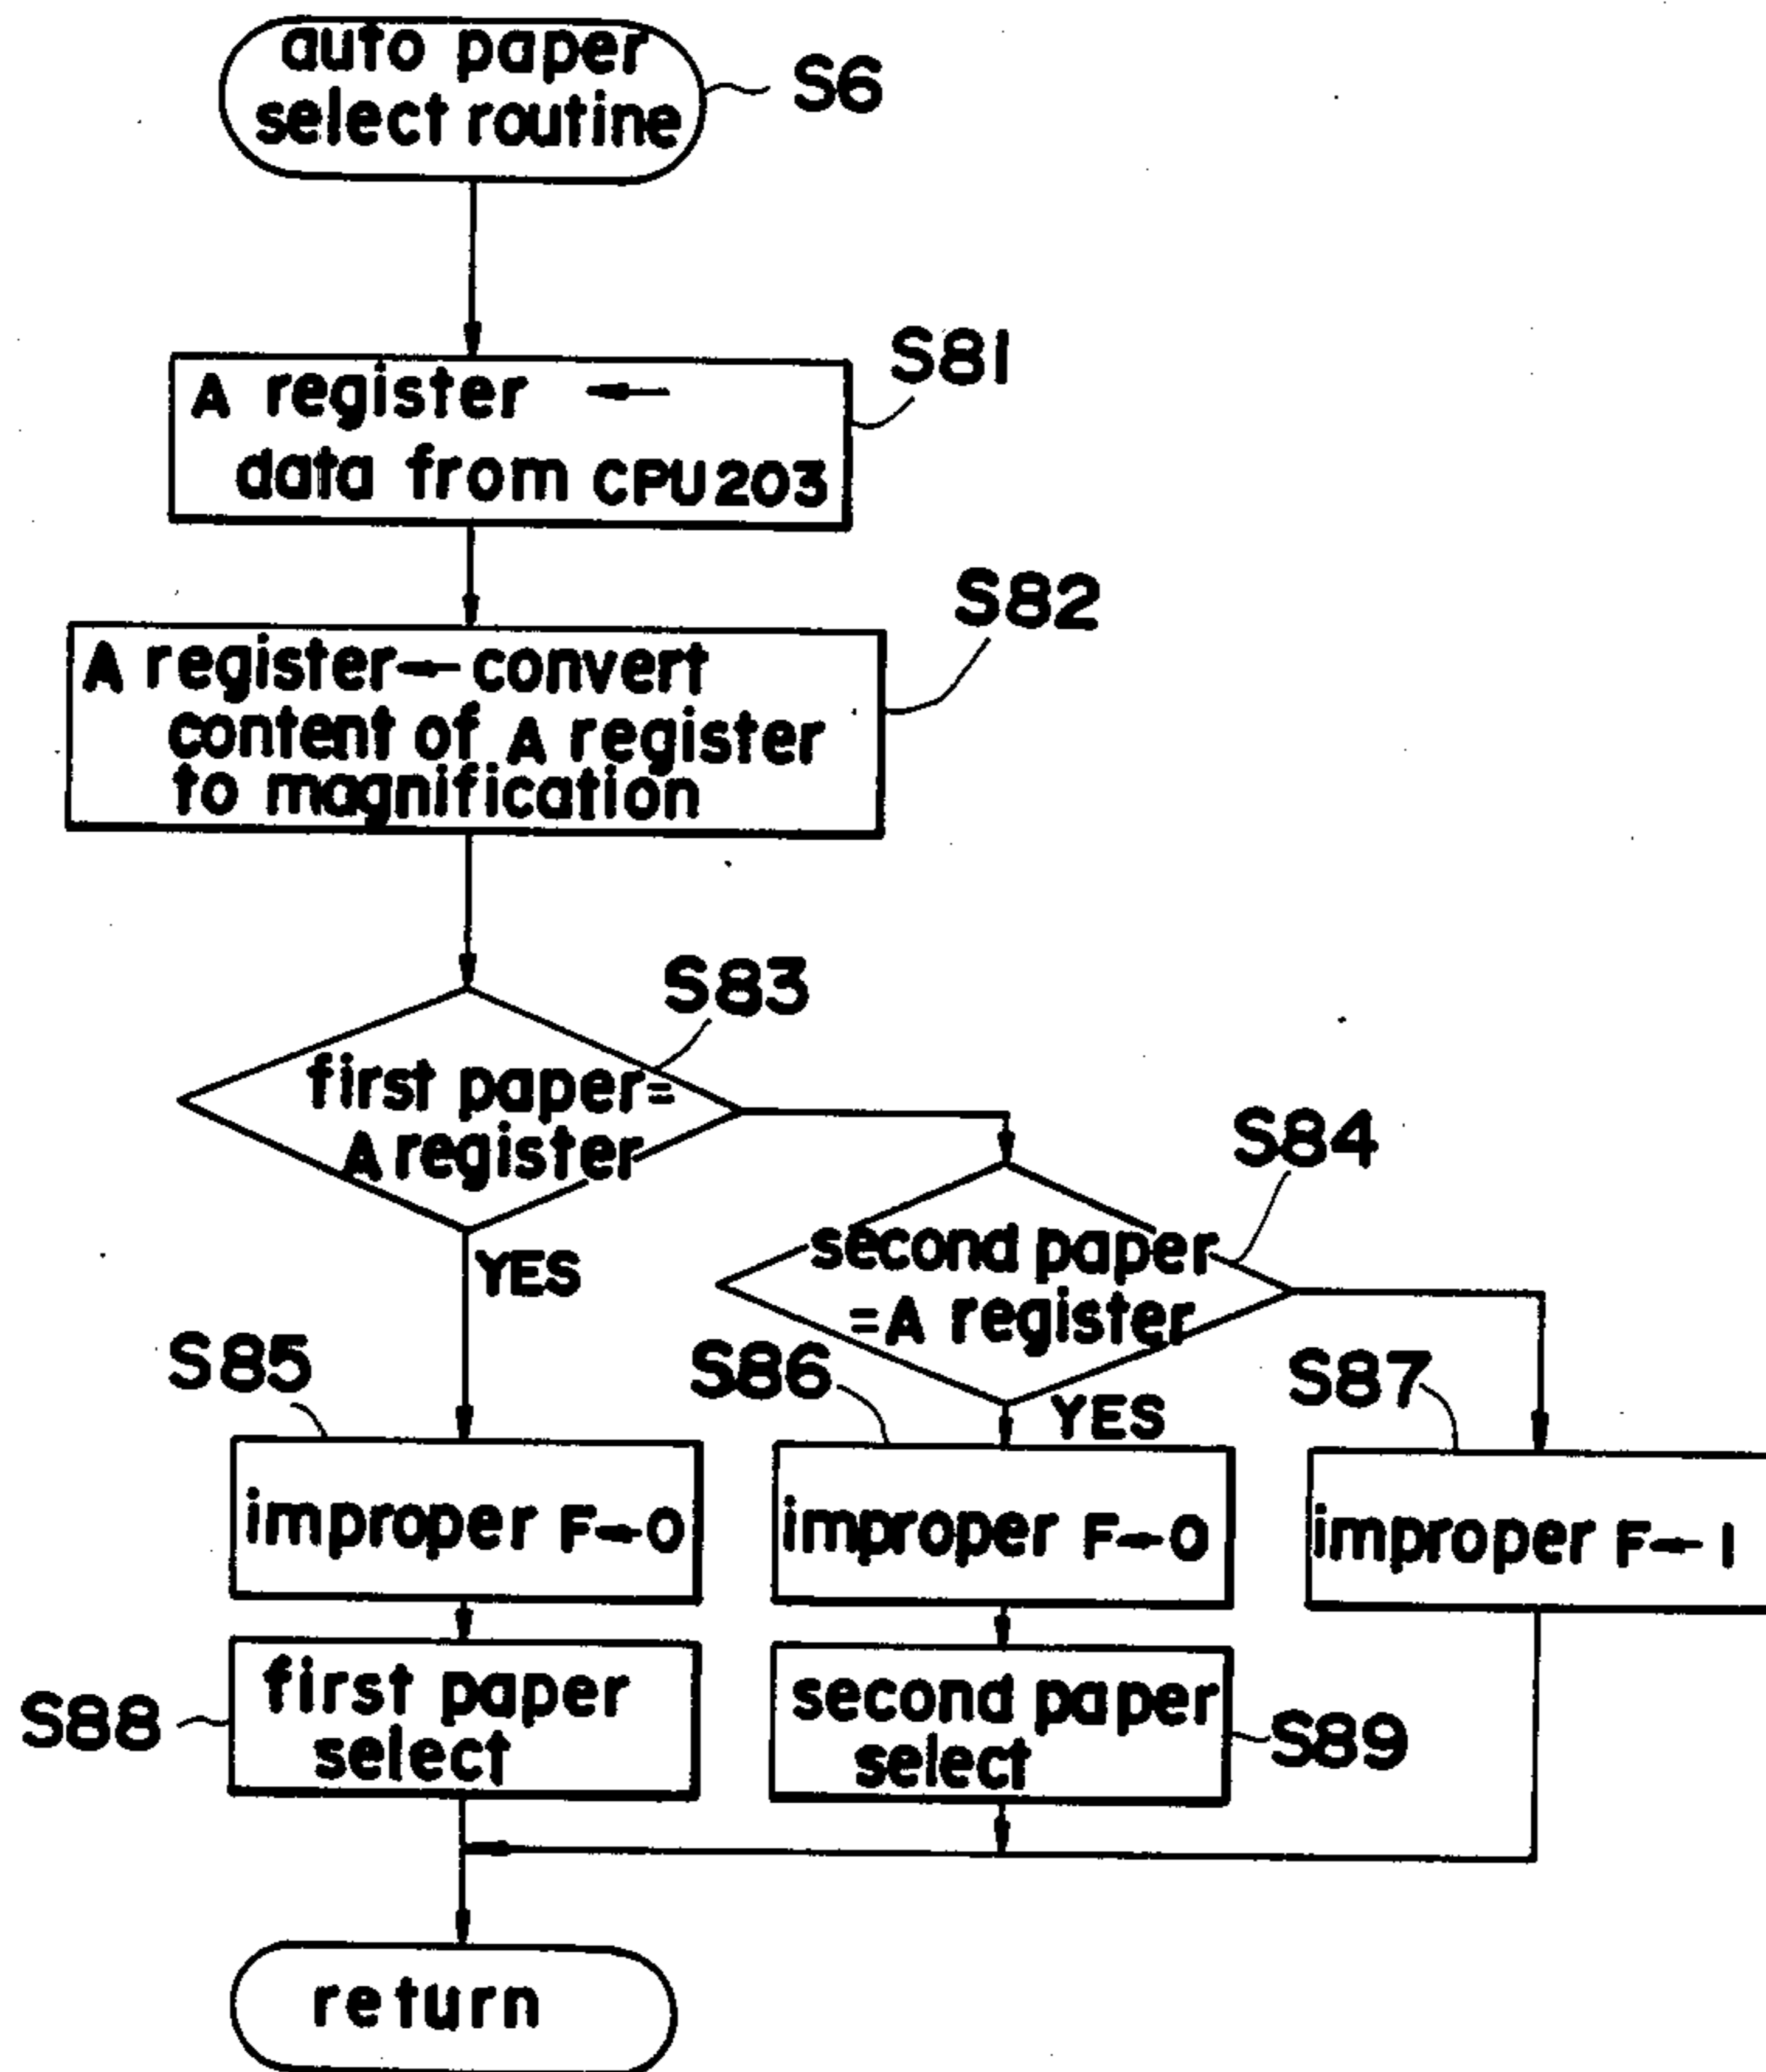 auto paper
select routine
S6
S81
A register ←
data from CPU203
S82
A register←convert
content of A register
to magnification
S83
first paper=
A register
YES
S84
second paper
=A register
YES
S85
improper F←0
S86
improper F←0
S87
improper F←1
S88
first paper
select
second paper
select
S89
return